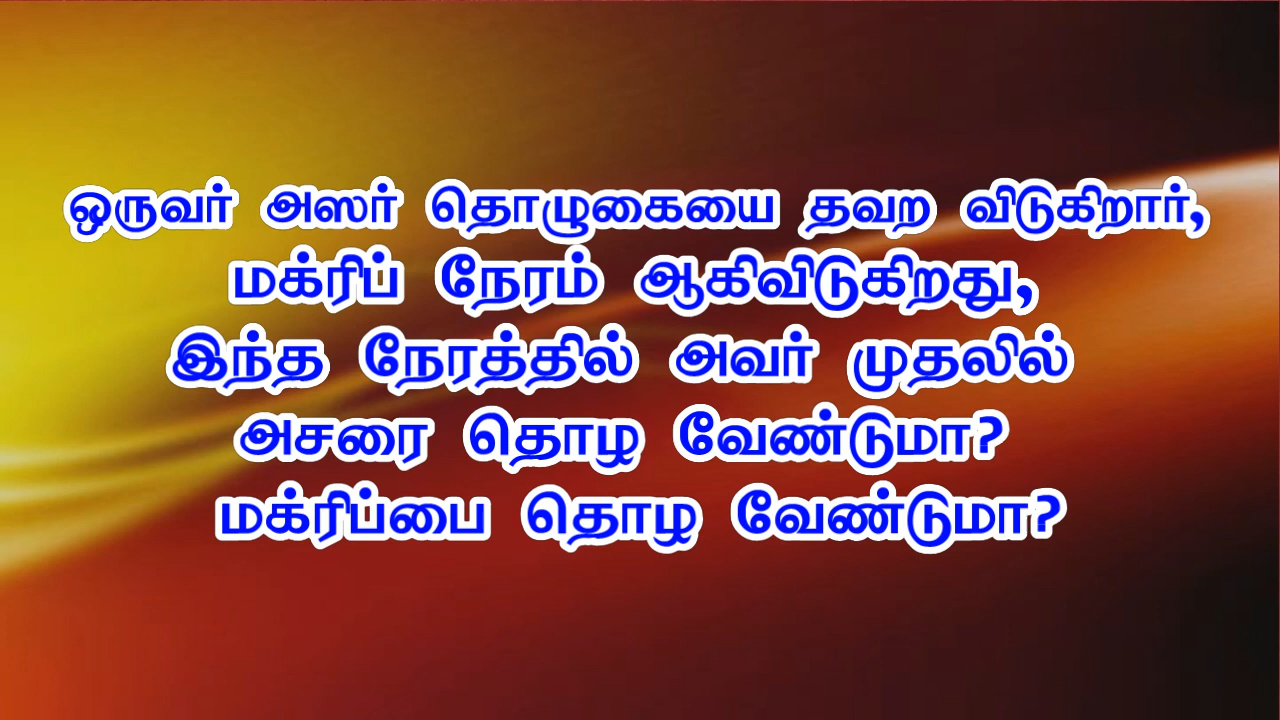 ஒருவர் அஸர் தொழுகையை தவற விடுகிறார்,
மக்ரிப் நேரம் ஆகிவிடுகிறது,
இந்த நேரத்தில் அவர் முதலில்
அசரை தொழ வேண்டுமா?
மக்ரிப்பை தொழ வேண்டுமா?